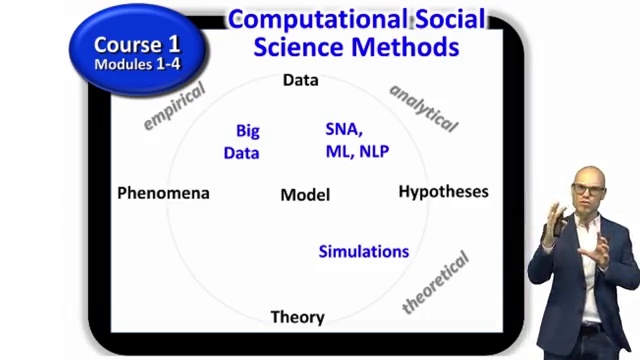 Computational Social
Science Methods
Course 1
Modules 1-4
Data
empirical
analytical
Big
Data
SNA,
ML, NLP
Phenomena
Model
Hypotheses
Simulations
theoretical
Theory